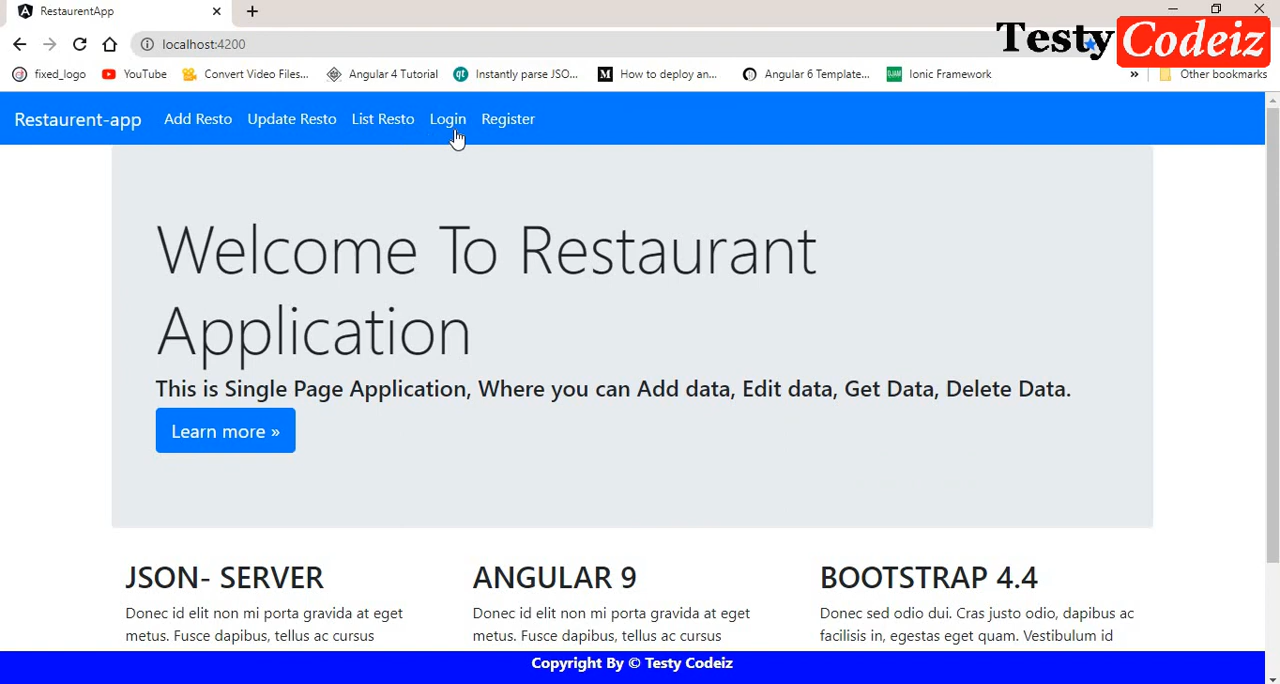 RestaurentApp
Testy Codeiz
localhost:4200
fixed_logo YouTube Convert Video Files... Angular 4 Tutorial Instantly parse JSO... How to deploy an... Angular 6 Template... Ionic Framework » Other bookmarks
Restaurent-app Add Resto Update Resto List Resto Login Register
Welcome To Restaurant
Application
This is Single Page Application, Where you can Add data, Edit data, Get Data, Delete Data.
Learn more »
JSON- SERVER
Donec id elit non mi porta gravida at eget
metus. Fusce dapibus, tellus ac cursus
ANGULAR 9
Donec id elit non mi porta gravida at eget
metus. Fusce dapibus, tellus ac cursus
BOOTSTRAP 4.4
Donec sed odio dui. Cras justo odio, dapibus ac
facilisis in, egestas eget quam. Vestibulum id
Copyright By © Testy Codeiz